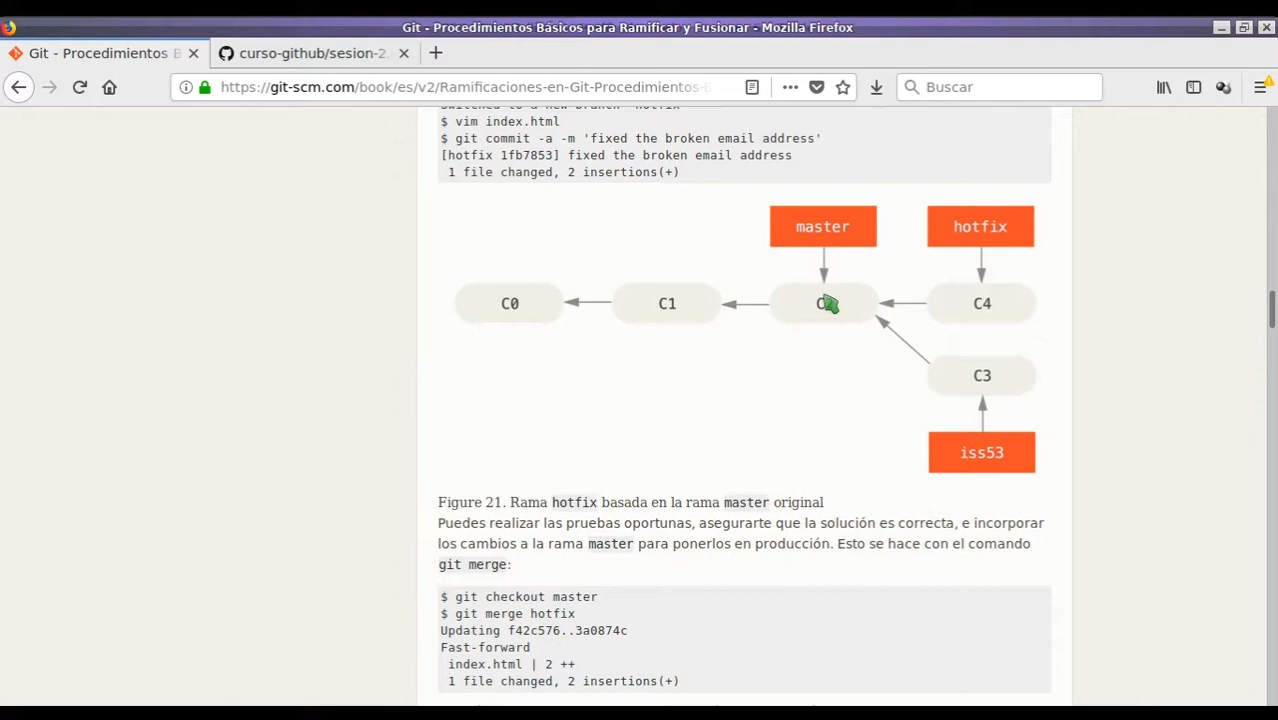 Git - Procedimientos Básicos para Ramificar y Fusionar - Mozilla Firefox
Git - Procedimientos B
curso-github/sesion-2.
https://git-scm.com/book/es/v2/Ramificaciones-en-Git-Procedimientos-B
Buscar
Switched to a new branch 'hotfix'
$ vim index.html
$ git commit -a -m 'fixed the broken email address'
[hotfix 1fb7853] fixed the broken email address
1 file changed, 2 insertions(+)
master
hotfix
C0
C1
C4
C3
iss53
Figure 21. Rama hotfix basada en la rama master original
Puedes realizar las pruebas oportunas, asegurarte que la solución es correcta, e incorporar
los cambios a la rama master para ponerlos en producción. Esto se hace con el comando
git merge:
$ git checkout master
$ git merge hotfix
Updating f42c576..3a0874c
Fast-forward
index.html | 2 ++
1 file changed, 2 insertions(+)